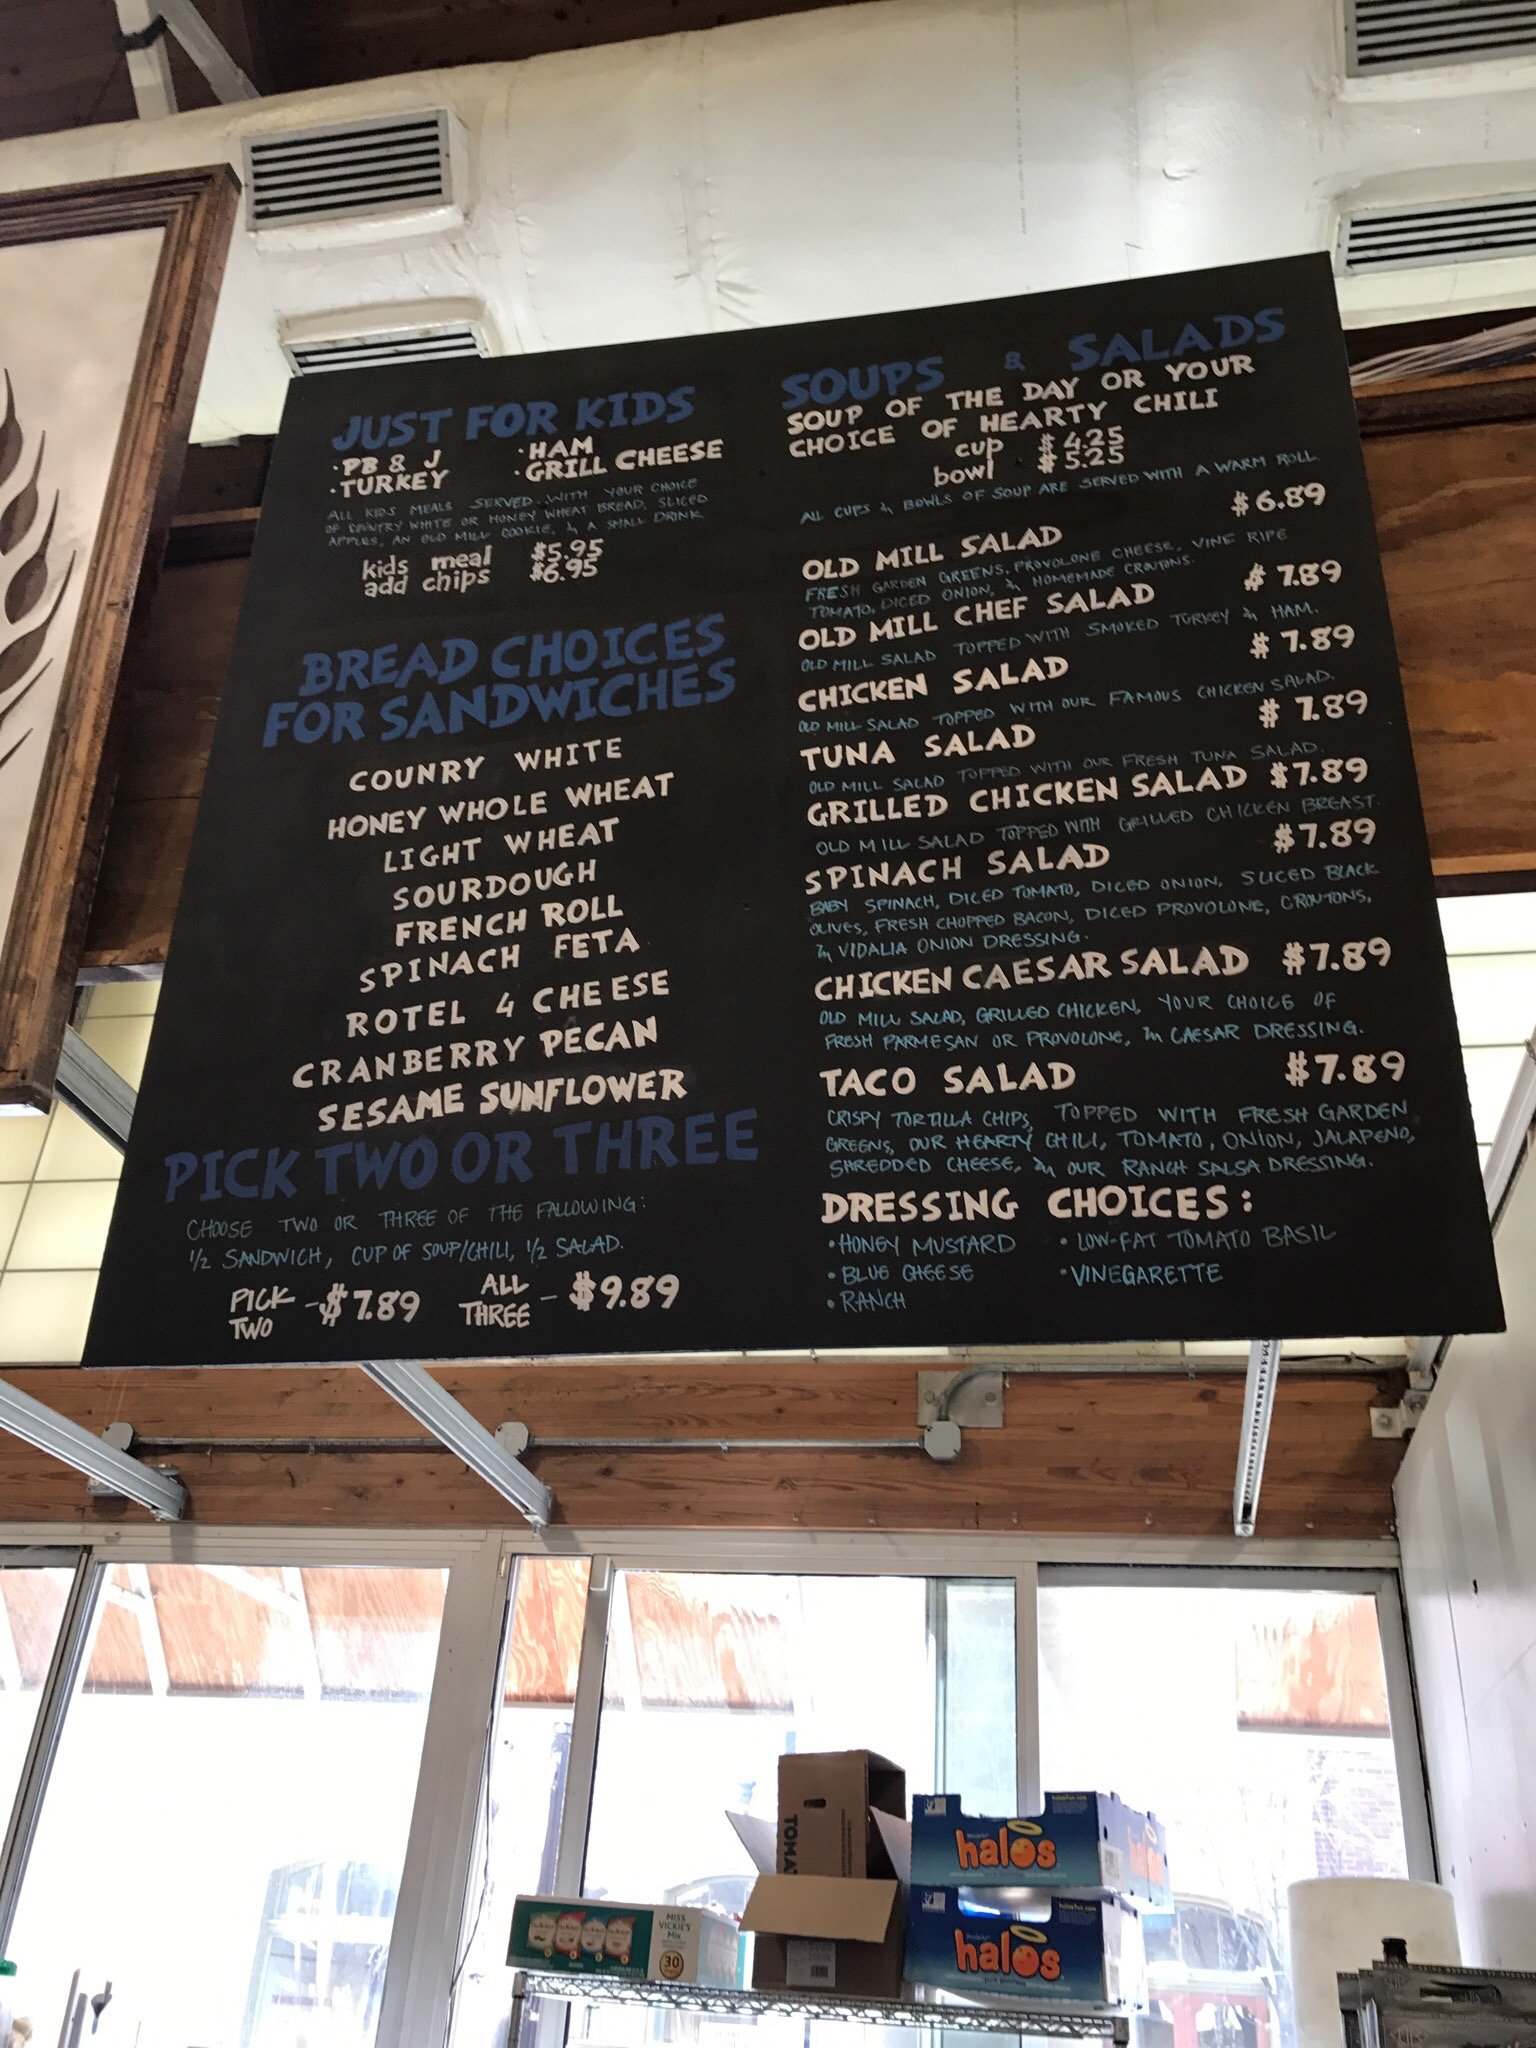 JUST FOR KIDS
• PB & J
• HAM
• TURKEY
• GRILL CHEESE
ALL KIDS MEALS SERVED WITH YOUR CHOICE
OF COUNTRY WHITE OR HONEY WHEAT BREAD, SLICED
APPLES, AN OLD MILL COOKIE, & A SMALL DRINK
kids meal $5.95
add chips $6.95
BREAD CHOICES
FOR SANDWICHES
COUNRY WHITE
HONEY WHOLE WHEAT
LIGHT WHEAT
SOURDOUGH
FRENCH ROLL
SPINACH FETA
ROTEL 4 CHEESE
CRANBERRY PECAN
SESAME SUNFLOWER
PICK TWO OR THREE
CHOOSE TWO OR THREE OF THE FALLOWING:
1/2 SANDWICH, CUP OF SOUP/CHILI, 1/2 SALAD.
PICK TWO - $7.89
ALL THREE - $9.89
SOUPS & SALADS
SOUP OF THE DAY OR YOUR
CHOICE OF HEARTY CHILI
cup $4.25
bowl $5.25
ALL CUPS & BOWLS OF SOUP ARE SERVED WITH A WARM ROLL
OLD MILL SALAD $6.89
FRESH GARDEN GREENS, PROVOLONE CHEESE, VINE RIPE
TOMATO, DICED ONION, & HOMEMADE CROUTONS.
OLD MILL CHEF SALAD $7.89
OLD MILL SALAD TOPPED WITH SMOKED TURKEY & HAM.
CHICKEN SALAD $7.89
OLD MILL SALAD TOPPED WITH OUR FAMOUS CHICKEN SALAD.
TUNA SALAD $7.89
OLD MILL SALAD TOPPED WITH OUR FRESH TUNA SALAD.
GRILLED CHICKEN SALAD $7.89
OLD MILL SALAD TOPPED WITH GRILLED CHICKEN BREAST.
SPINACH SALAD $7.89
BABY SPINACH, DICED TOMATO, DICED ONION, SLICED BLACK
OLIVES, FRESH CHOPPED BACON, DICED PROVOLONE, CROUTONS,
& VIDALIA ONION DRESSING.
CHICKEN CAESAR SALAD $7.89
OLD MILL SALAD, GRILLED CHICKEN, YOUR CHOICE OF
FRESH PARMESAN OR PROVOLONE, & CAESAR DRESSING.
TACO SALAD $7.89
CRISPY TORTILLA CHIPS, TOPPED WITH FRESH GARDEN
GREENS, OUR HEARTY CHILI, TOMATO, ONION, JALAPENO,
SHREDDED CHEESE, & OUR RANCH SALSA DRESSING.
DRESSING CHOICES:
• HONEY MUSTARD
• LOW-FAT TOMATO BASIL
• BLUE CHEESE
• VINEGARETTE
• RANCH
TOMA
halos
halos
MISS
VICKIE'S
Mix
30